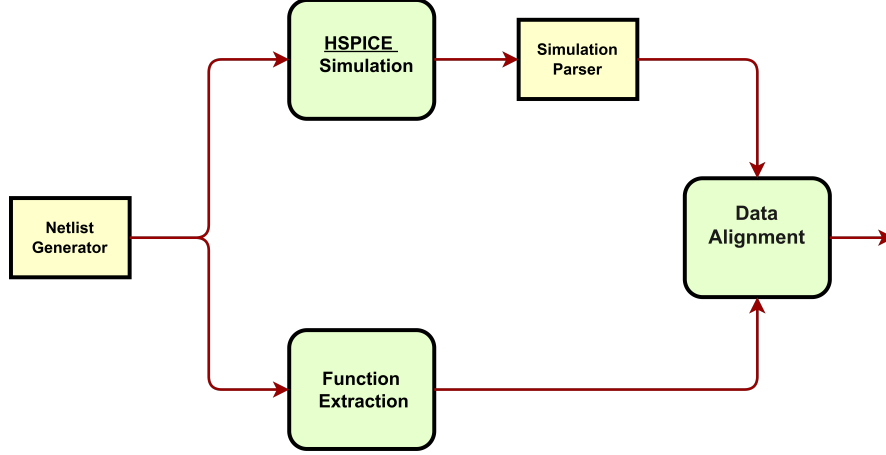 HSPICE
Simulation
Simulation
Parser
Netlist
Generator
Data
Alignment
Function
Extraction